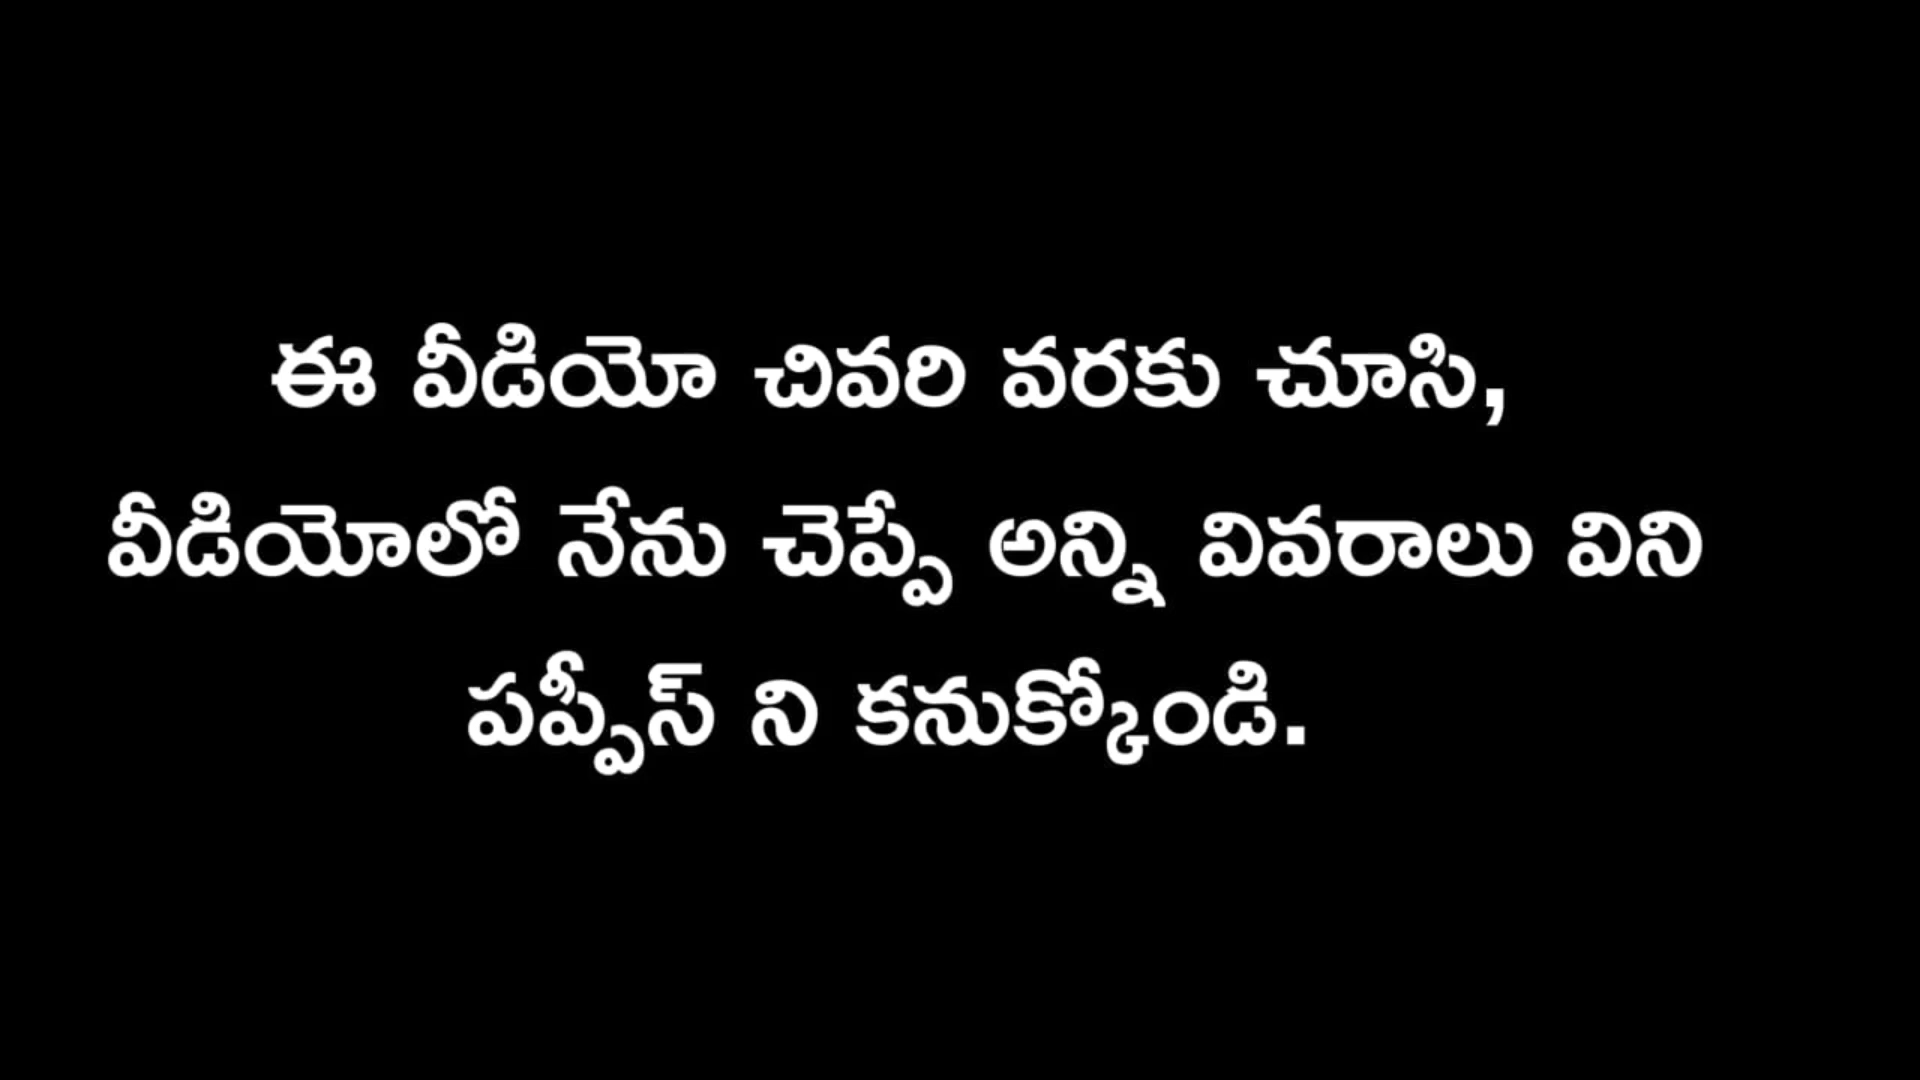 ఈ వీడియో చివరి వరకు చూసి,
వీడియోలో నేను చెప్పే అన్ని వివరాలు విని
పప్పీస్ ని కనుక్కోండి.